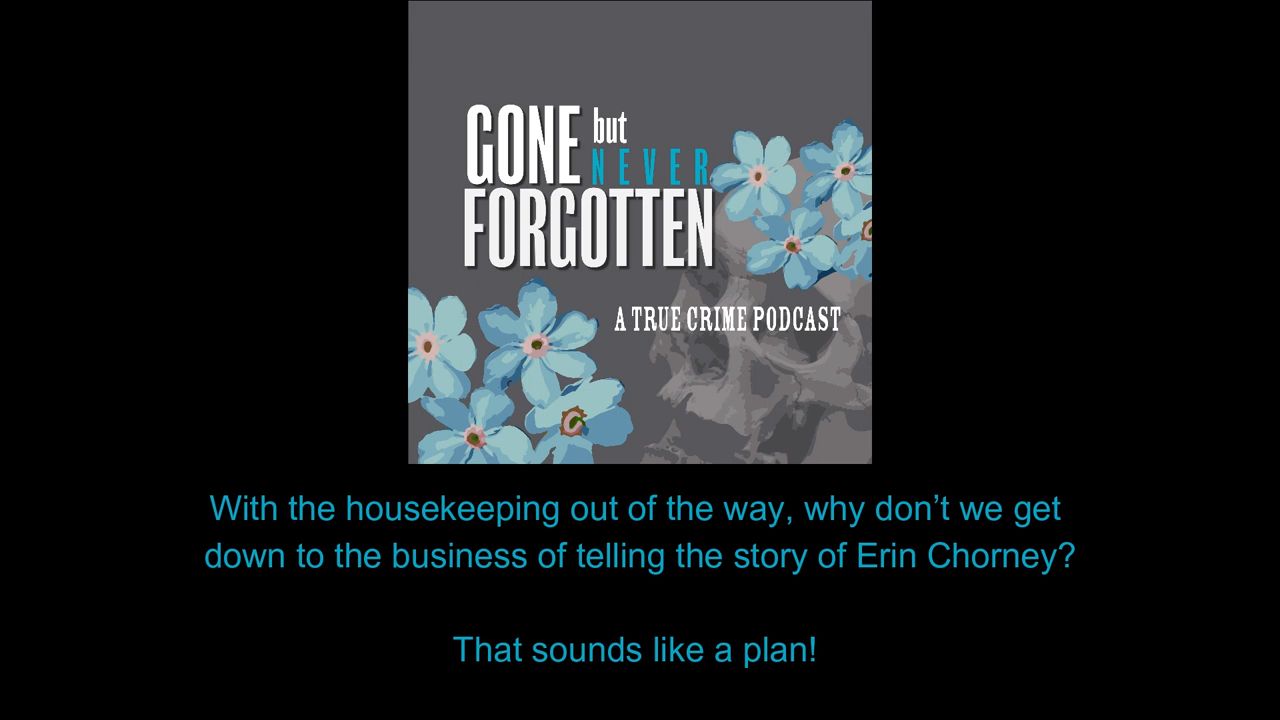 GONE but
NEVER
FORGOTTEN
A TRUE CRIME PODCAST
With the housekeeping out of the way, why don’t we get
down to the business of telling the story of Erin Chorney?
That sounds like a plan!